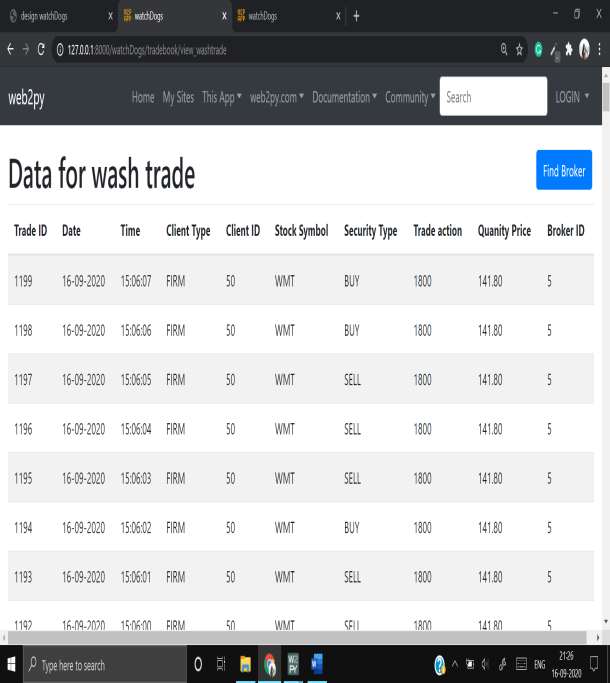 design watchDogs
watchDogs
watchDogs
127.0.0.1:8000/watchDogs/tradebook/view_washtrade
web2py Home My Sites This App web2py.com Documentation Community Search LOGIN
Data for wash trade Find Broker
Trade ID Date Time Client Type Client ID Stock Symbol Security Type Trade action Quanity Price Broker ID
1199 16-09-2020 15:06:07 FIRM 50 WMT BUY 1800 141.80 5
1198 16-09-2020 15:06:06 FIRM 50 WMT BUY 1800 141.80 5
1197 16-09-2020 15:06:05 FIRM 50 WMT SELL 1800 141.80 5
1196 16-09-2020 15:06:04 FIRM 50 WMT SELL 1800 141.80 5
1195 16-09-2020 15:06:03 FIRM 50 WMT SELL 1800 141.80 5
1194 16-09-2020 15:06:02 FIRM 50 WMT BUY 1800 141.80 5
1193 16-09-2020 15:06:01 FIRM 50 WMT SELL 1800 141.80 5
1192 16-09-2020 15:06:00 FIRM 50 WMT SELL 1800 141.80 5
Type here to search ENG 21:26
16-09-2020